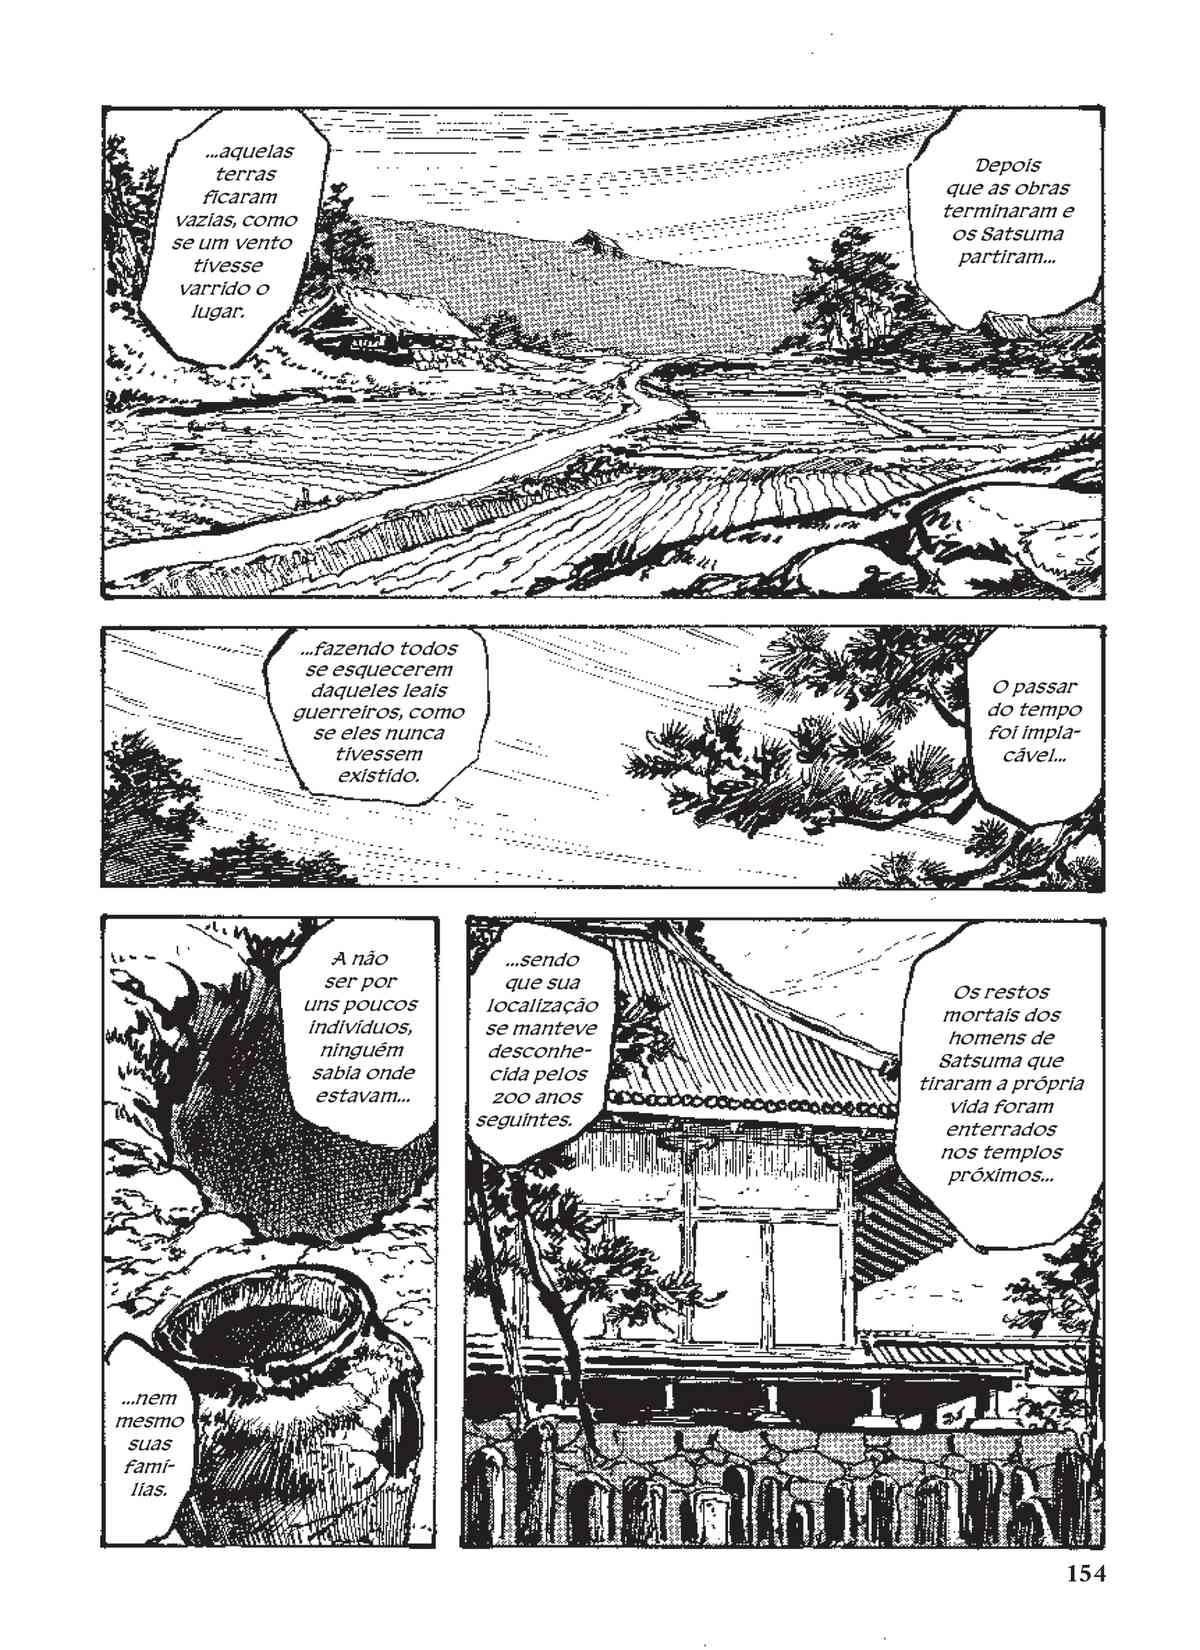 Depois
que as obras
terminaram e
os Satsuma
partiram...
...aquelas
terras
ficaram
vazias, como
se um vento
tivesse
varrido o
lugar.
O passar
do tempo
foi impla-
cável...
...fazendo todos
se esquecerem
daqueles leais
guerreiros, como
se eles nunca
tivessem
existido.
Os restos
mortais dos
homens de
Satsuma que
tiraram a própria
vida foram
enterrados
nos templos
próximos...
...sendo
que sua
localização
se manteve
desconhe-
cida pelos
200 anos
seguintes.
A não
ser por
uns poucos
indivíduos,
ninguém
sabia onde
estavam...
...nem
mesmo
suas
famí-
lias.
154